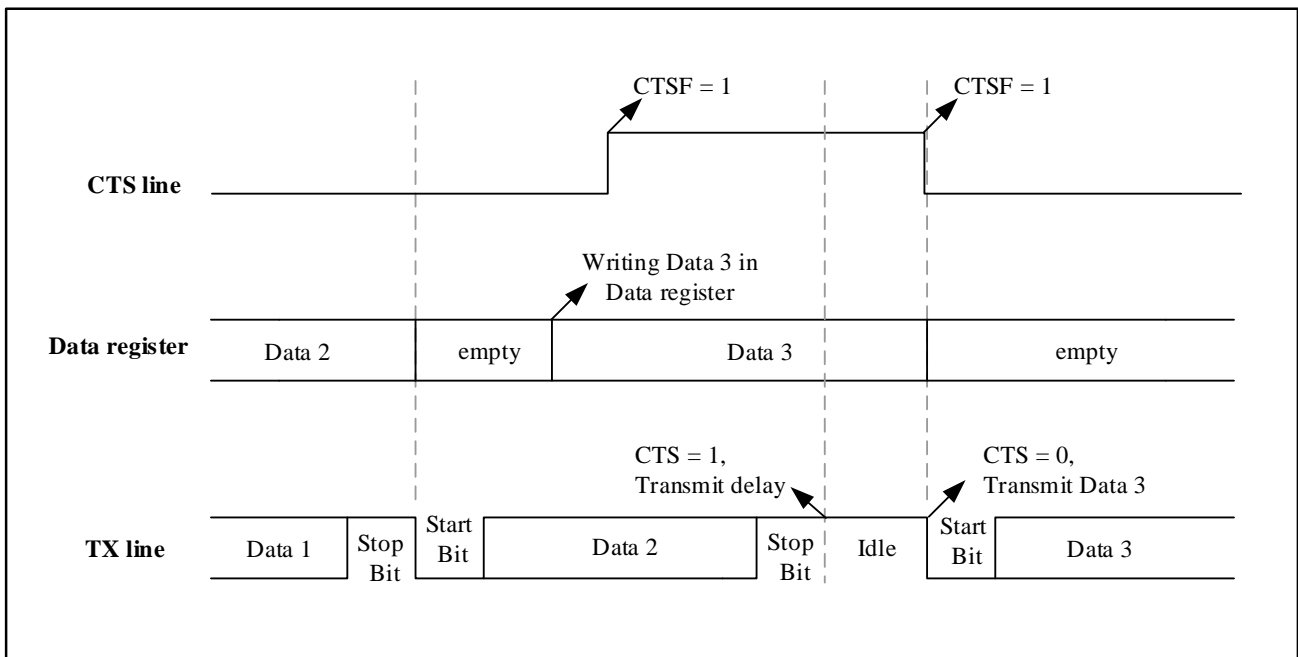 CTSF = 1
CTSF = 1
CTS line
Writing Data 3 in
Data register
Data register
Data 2
empty
Data 3
empty
CTS = 1,
Transmit delay
CTS = 0,
Transmit Data 3
TX line
Data 1
Stop
Bit
Start
Bit
Data 2
Stop
Bit
Idle
Start
Bit
Data 3